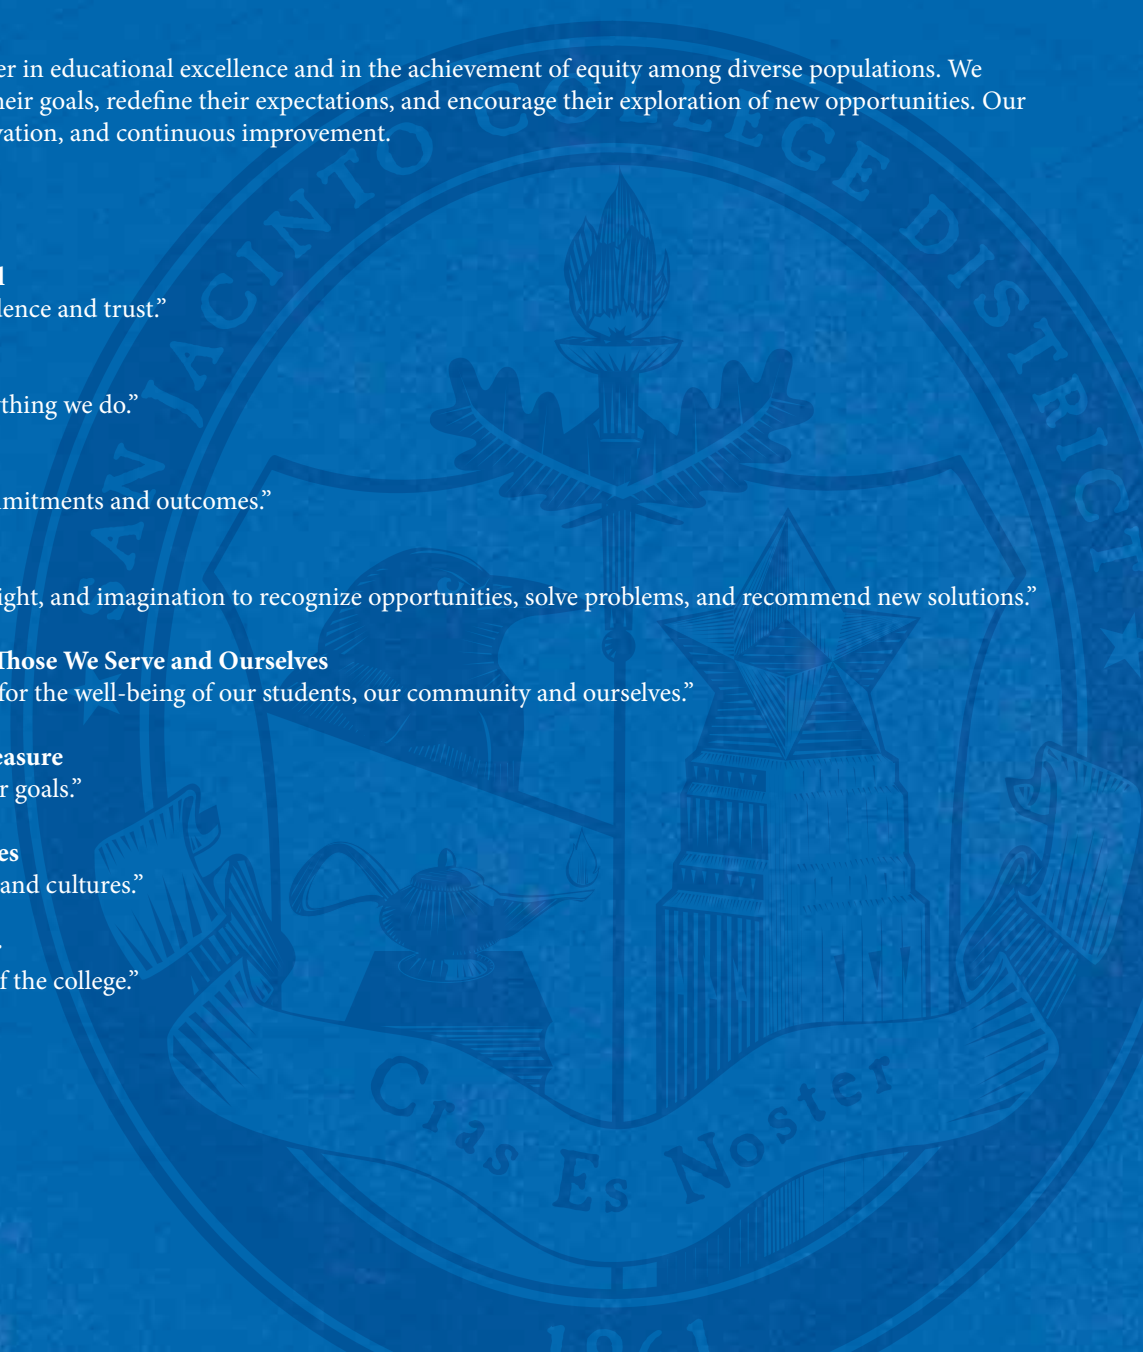 er in educational excellence and in the achievement of equity among diverse populations. We
heir goals, redefine their expectations, and encourage their exploration of new opportunities. Our
vation, and continuous improvement.
dence and trust.”
thing we do.”
mmitments and outcomes.”
ight, and imagination to recognize opportunities, solve problems, and recommend new solutions.”
Those We Serve and Ourselves
for the well-being of our students, our community and ourselves.”
easure
r goals.”
es
and cultures.”
f the college.”
SAN JACINTO COLLEGE DISTRICT
Cras Es Noster
1961